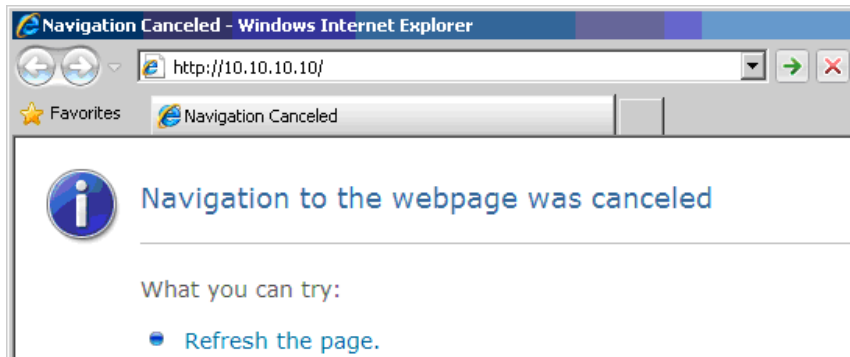 Navigation Canceled - Windows Internet Explorer
http://10.10.10.10/
Favorites
Navigation Canceled
Navigation to the webpage was canceled
What you can try:
Refresh the page.